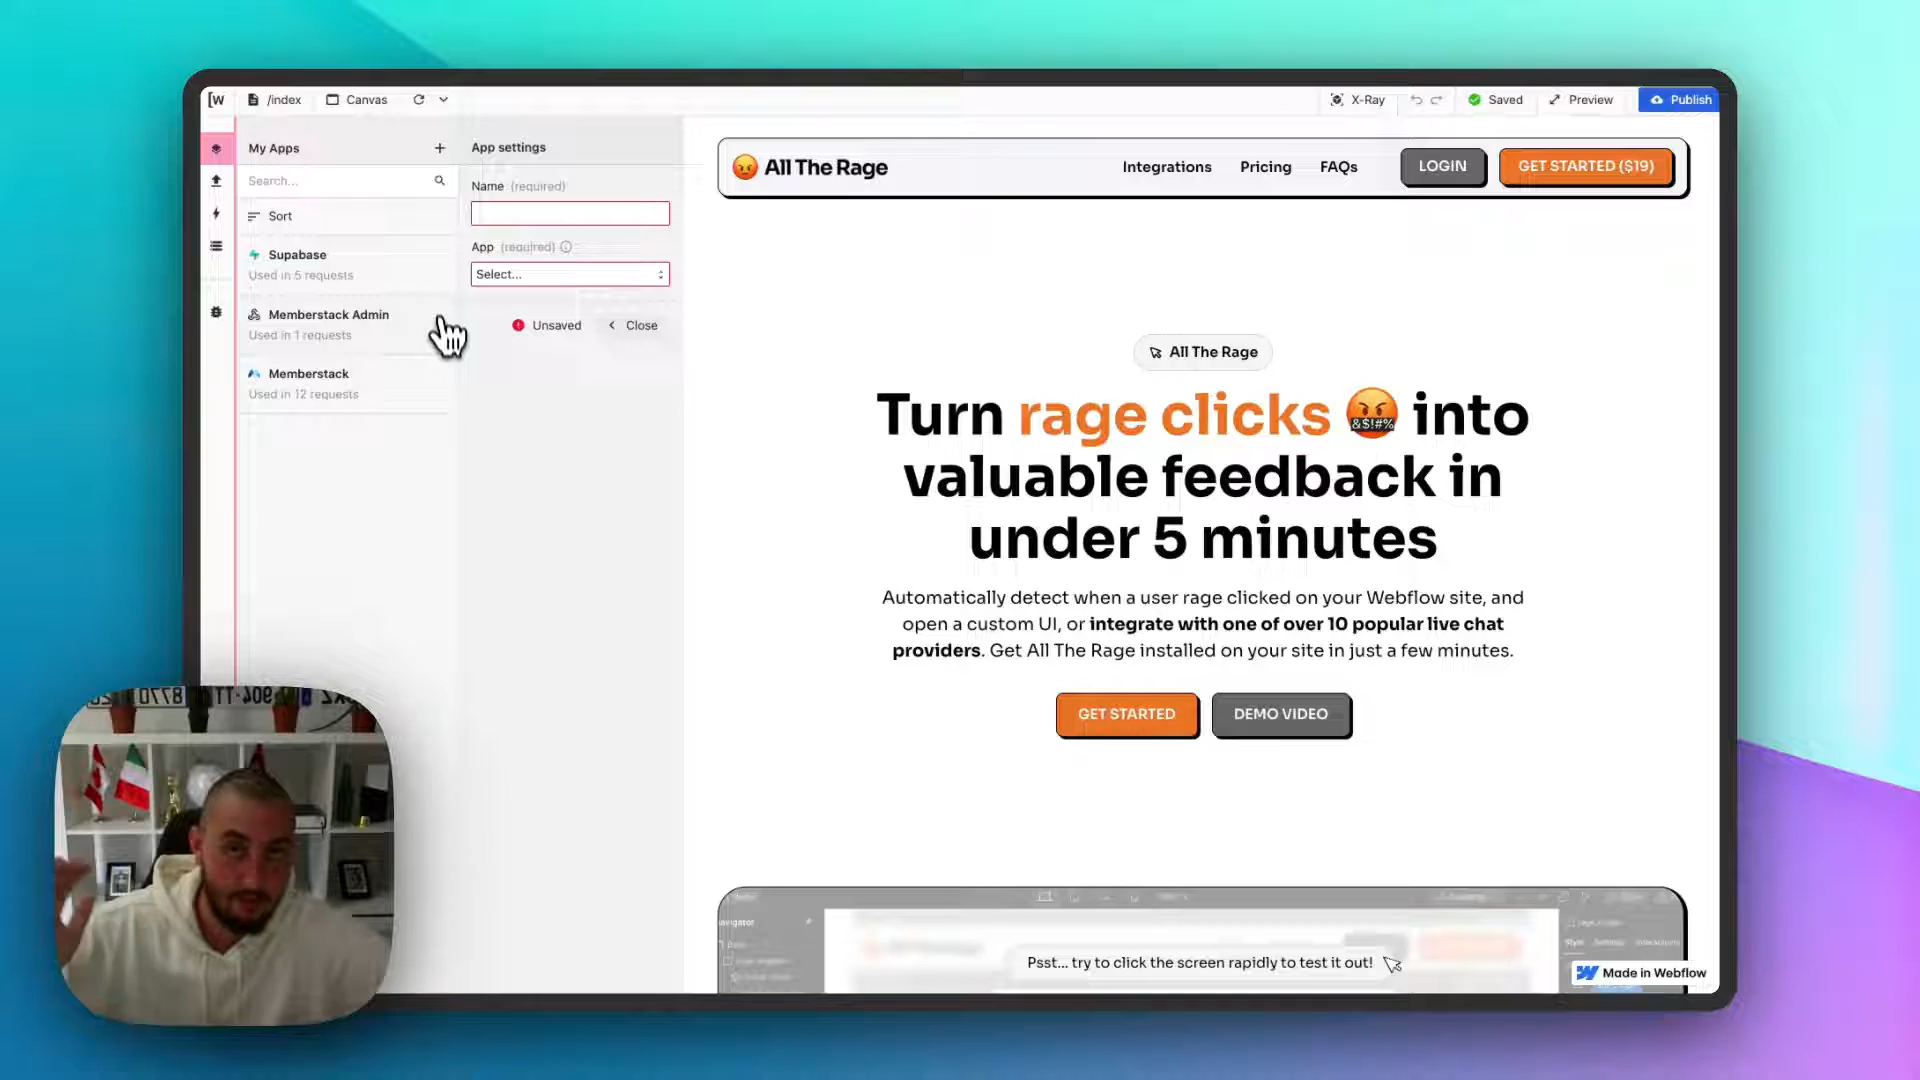 [W
/index
Canvas
X-Ray
Saved
Preview
Publish
My Apps
Search...
Sort
Supabase
Used in 5 requests
Memberstack Admin
Used in 1 requests
Memberstack
Used in 12 requests
App settings
Name (required)
App (required)
Select...
Unsaved
Close
All The Rage
Integrations
Pricing
FAQs
LOGIN
GET STARTED ($19)
All The Rage
Turn rage clicks &$!#% into
valuable feedback in
under 5 minutes
Automatically detect when a user rage clicked on your Webflow site, and
open a custom UI, or integrate with one of over 10 popular live chat
providers. Get All The Rage installed on your site in just a few minutes.
GET STARTED
DEMO VIDEO
Psst... try to click the screen rapidly to test it out!
Made in Webflow